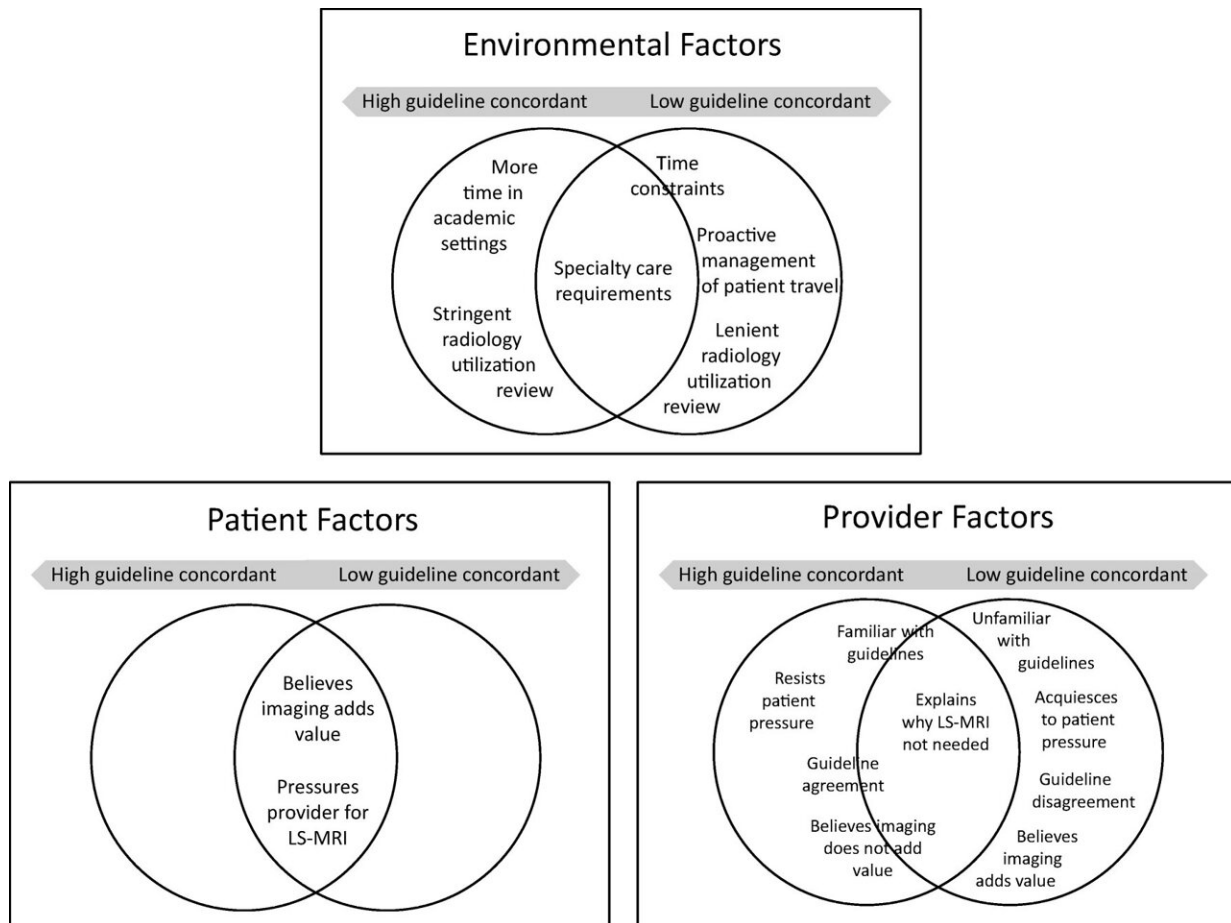 Environmental Factors
High guideline concordant
Low guideline concordant
More
time in
academic
settings
Stringent
radiology
utilization
review
Specialty care
requirements
Time
constraints
Proactive
management
of patient travel
Lenient
radiology
utilization
review
Patient Factors
High guideline concordant
Low guideline concordant
Believes
imaging adds
value
Pressures
provider for
LS-MRI
Provider Factors
High guideline concordant
Low guideline concordant
Familiar with
guidelines
Resists
patient
pressure
Guideline
agreement
Believes imaging
does not add
value
Explains
why LS-MRI
not needed
Unfamiliar
with
guidelines
Acquiesces
to patient
pressure
Guideline
disagreement
Believes
imaging
adds value